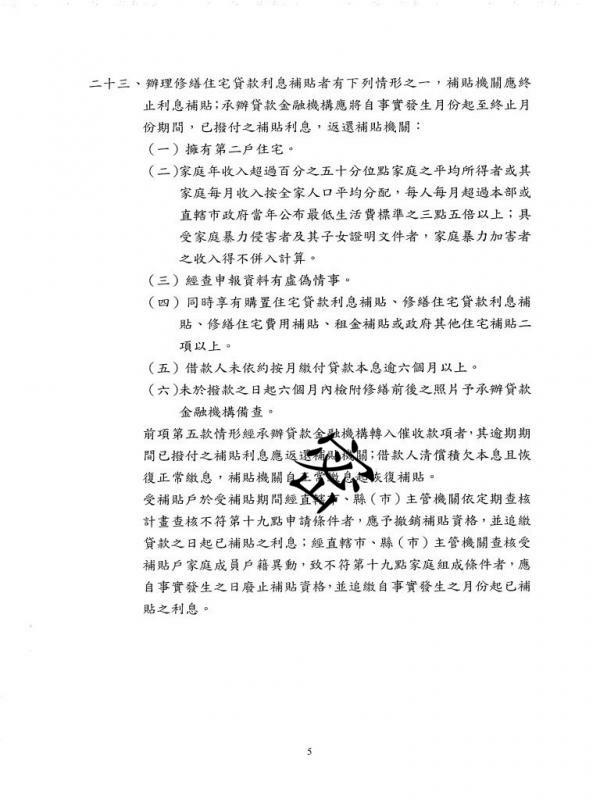 二十三、辦理修繕住宅貸款利息補貼者有下列情形之一，補貼機關應終
止利息補貼；承辦貸款金融機構應將自事實發生月份起至終止月
份期間，已撥付之補貼利息，返還補貼機關：
（一）擁有第二戶住宅。
（二）家庭年收入超過百分之五十分位點家庭之平均所得者或其
家庭每月收入按全家人口平均分配，每人每月超過本部或
直轄市政府當年公布最低生活費標準之三點五倍以上；具
受家庭暴力侵害者及其子女證明文件者，家庭暴力加害者
之收入得不併入計算。
（三）經查申報資料有虛偽情事。
（四）同時享有購置住宅貸款利息補貼、修繕住宅貸款利息補
貼、修繕住宅費用補貼、租金補貼或政府其他住宅補貼二
項以上。
（五）借款人未依約按月繳付貸款本息逾六個月以上。
（六）未於撥款之日起六個月內檢附修繕前後之照片予承辦貸款
金融機構備查。
前項第五款情形經承辦貸款金融機構轉入催收款項者，其逾期期
間已撥付之補貼利息應返還補貼機關；借款人清償積欠本息且恢
復正常繳息，補貼機關自正常繳息起恢復補貼。
受補貼戶於受補貼期間經直轄市、縣（市）主管機關依定期查核
計畫查核不符第十九點申請條件者，應予撤銷補貼資格，並追繳
貸款之日起已補貼之利息；經直轄市、縣（市）主管機關查核受
補貼戶家庭成員戶籍異動，致不符第十九點家庭組成條件者，應
自事實發生之日廢止補貼資格，並追繳自事實發生之月份起已補
貼之利息。
5